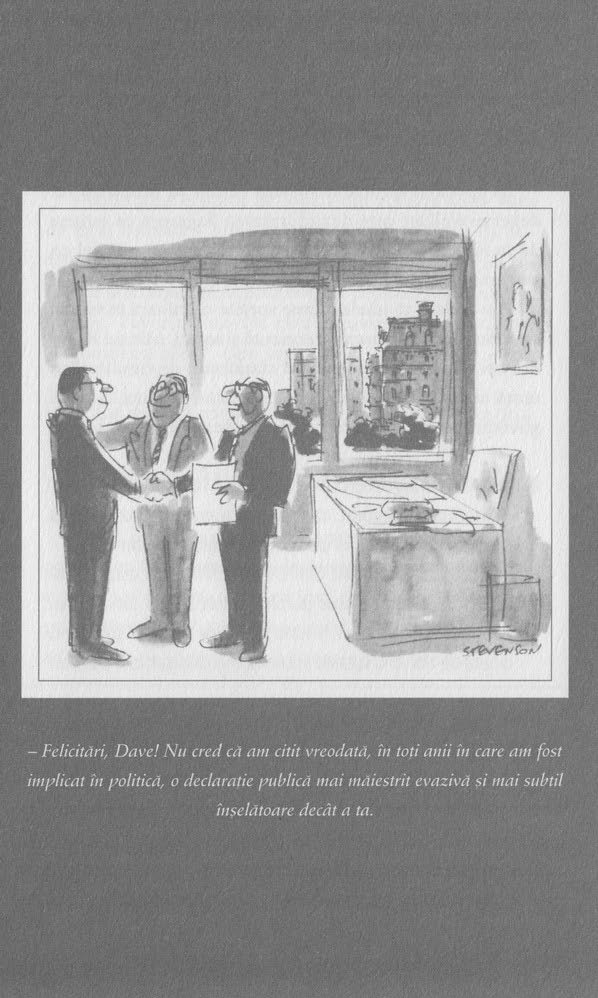 STEVENSON
– Felicitări, Dave! Nu cred că am citit vreodată, în toți anii în care am fost
implicat în politică, o declarație publică mai măiestrit evazivă si mai subtil
înșelătoare decât a ta.